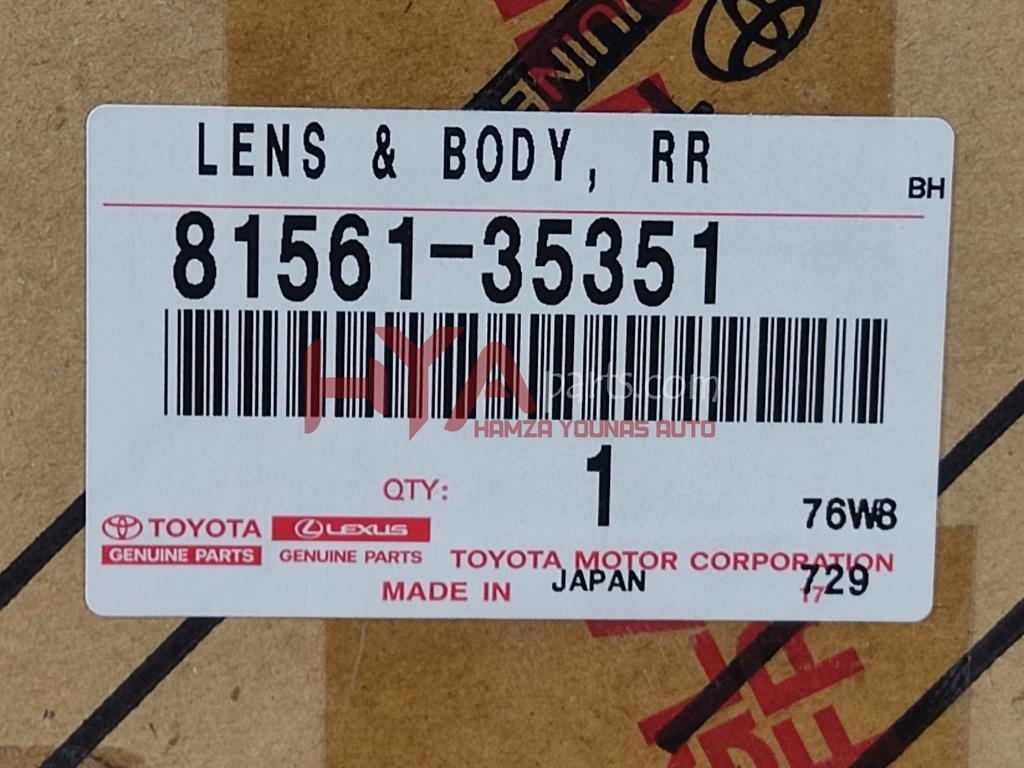 LENS & BODY, RR
BH
81561-35351
HYA parts.com
HAMZA YOUNAS AUTO
QTY: 1
76W8
TOYOTA LEXUS
GENUINE PARTS GENUINE PARTS
TOYOTA MOTOR CORPORATION
MADE IN JAPAN
17
729